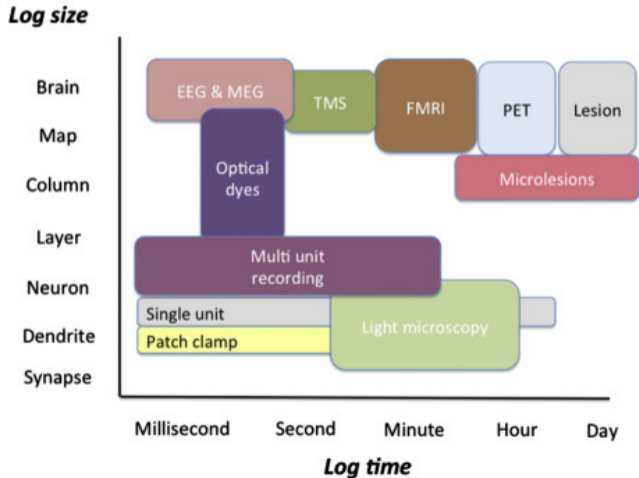 Log size
Brain
Map
Column
Layer
Neuron
Dendrite
Synapse
EEG & MEG
TMS
FMRI
PET
Lesion
Optical
dyes
Microlesions
Multi unit
recording
Single unit
Light microscopy
Patch clamp
Millisecond
Second
Minute
Hour
Day
Log time